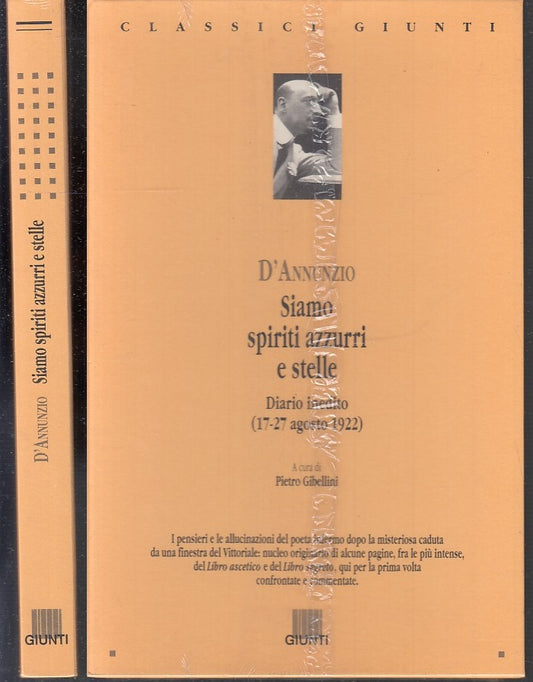 D'ANNUNZIO Siamo spiriti azzurri e stelle
GIUNTI
CLASSICI GIUNTI
D'ANNUNZIO
Siamo
spiriti azzurri
e stelle
Diario inedito
(17-27 agosto 1922)
A cura di
Pietro Gibellini
I pensieri e le allucinazioni del poeta infermo dopo la misteriosa caduta
da una finestra del Vittoriale: nucleo originario di alcune pagine, fra le più intense,
del Libro ascetico e del Libro segreto, qui per la prima volta
confrontate e commentate.
GIUNTI